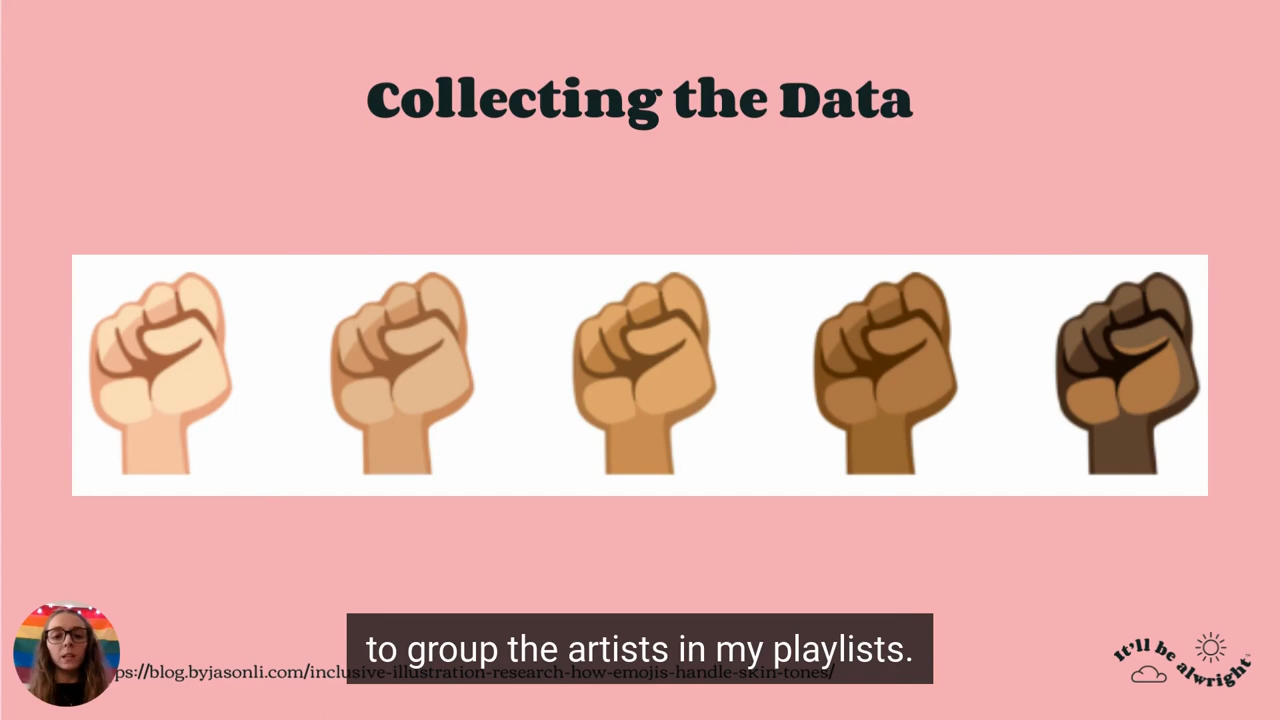 Collecting the Data
to group the artists in my playlists.
ps://blog.byjasonli.com/inclusive-illustration-research-how-emojis-handle-skin-tones/
It'll be
alwright